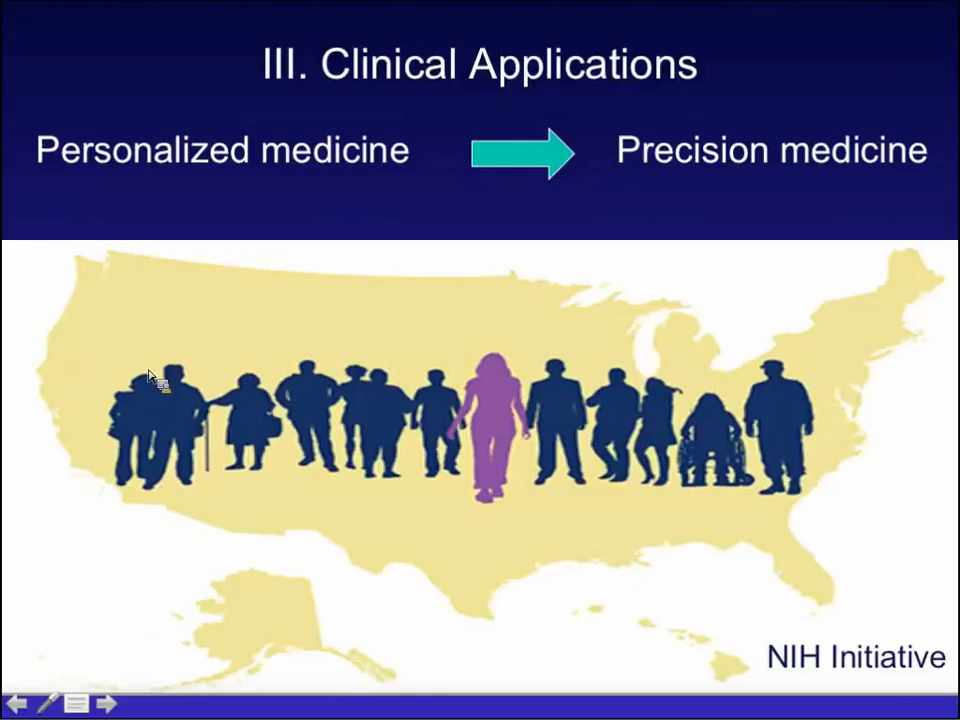 III. Clinical Applications
Personalized medicine Precision medicine
NIH Initiative